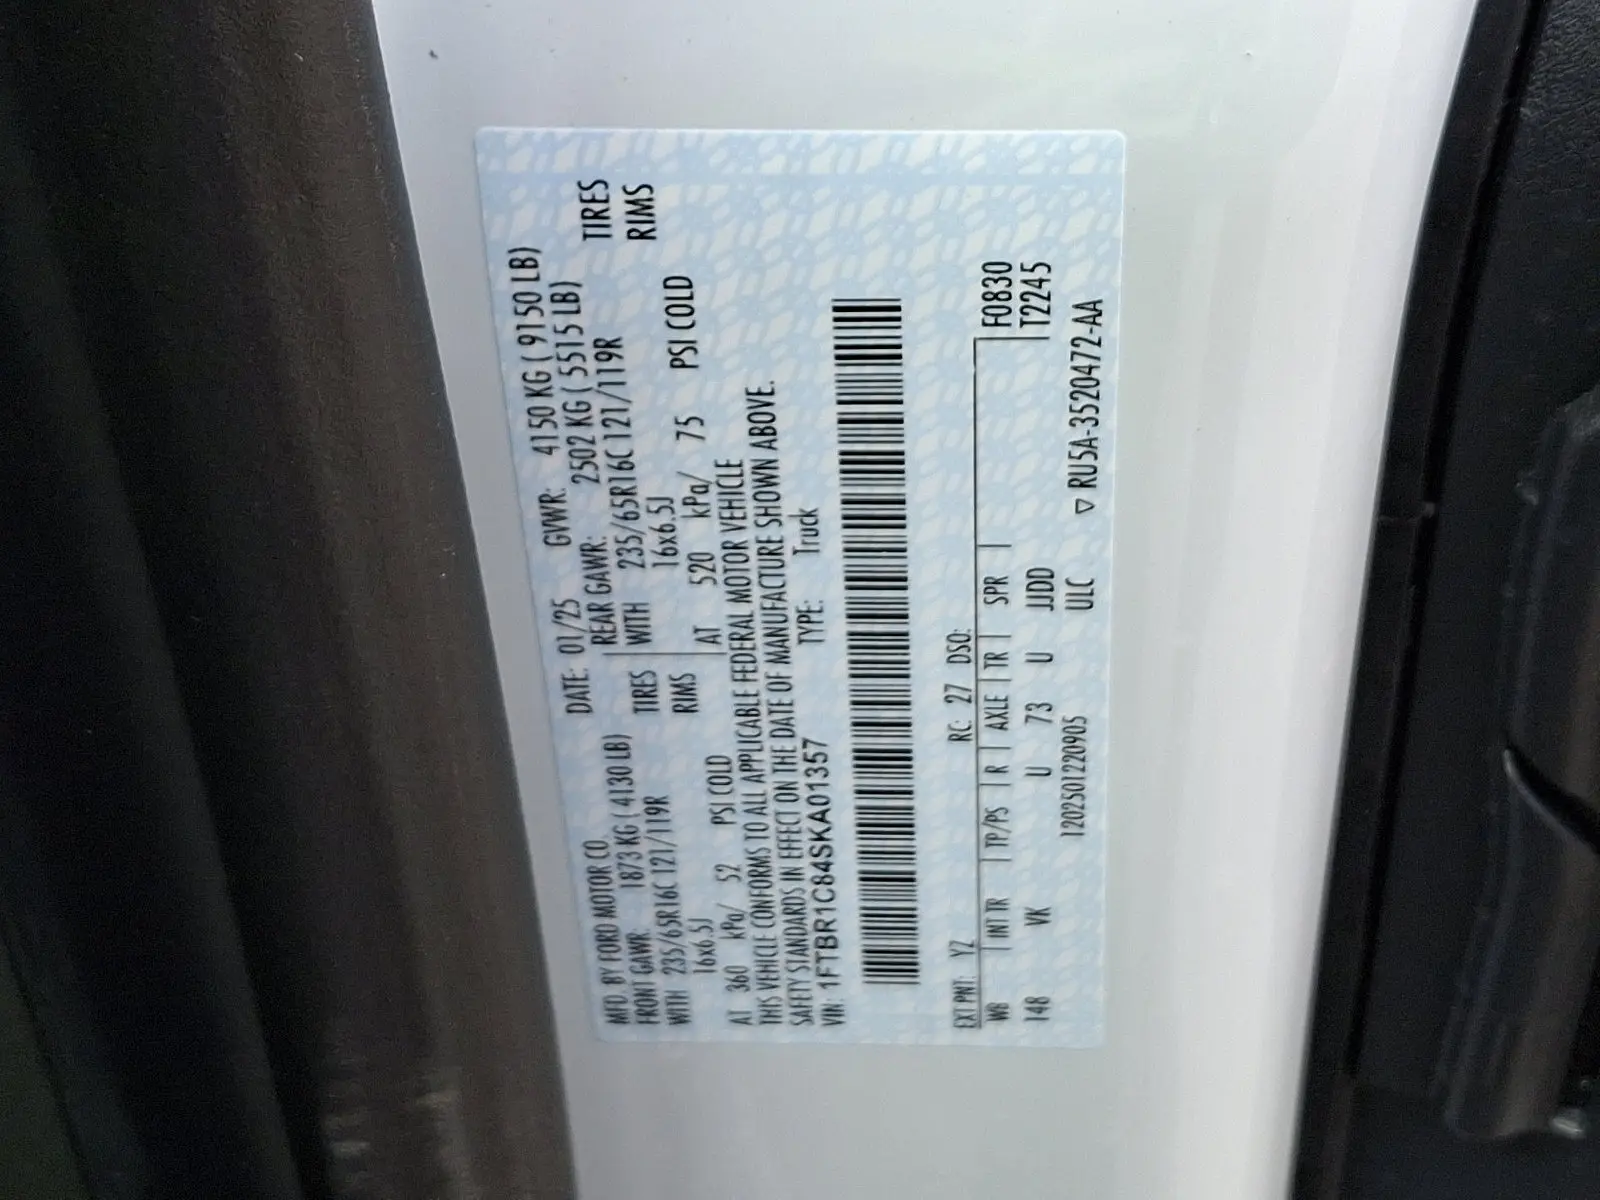 MFD. BY FORD MOTOR CO. DATE: 01/25 GVWR: 4150 KG ( 9150 LB)
FRONT GAWR: 1873 KG ( 4130 LB) REAR GAWR: 2502 KG ( 5515 LB)
WITH 235/65R16C 121/119R TIRES WITH 235/65R16C 121/119R TIRES
16x6.5J RIMS 16x6.5J RIMS
AT 360 kPa/ 52 PSI COLD AT 520 kPa/ 75 PSI COLD
THIS VEHICLE CONFORMS TO ALL APPLICABLE FEDERAL MOTOR VEHICLE
SAFETY STANDARDS IN EFFECT ON THE DATE OF MANUFACTURE SHOWN ABOVE.
VIN: 1FTBR1C84SKA01357 TYPE: Truck
EXT PNT: YZ RC: 27 DSO: F0830
WB | INT TR | TP/PS | R | AXLE | TR | SPR | T2245
148 VK U 73 U JJDD
120250122090​5 ULC ▽ RU5A-3520472-AA